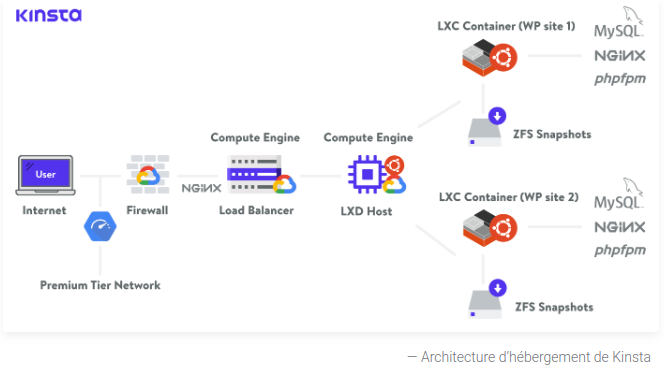 KINSTA
LXC Container (WP site 1)
MySQL
NGINX
phpfpm
ZFS Snapshots
Compute Engine
Compute Engine
User
NGINX
Internet
Firewall
Load Balancer
LXD Host
Premium Tier Network
LXC Container (WP site 2)
MySQL
NGINX
phpfpm
ZFS Snapshots
— Architecture d'hébergement de Kinsta